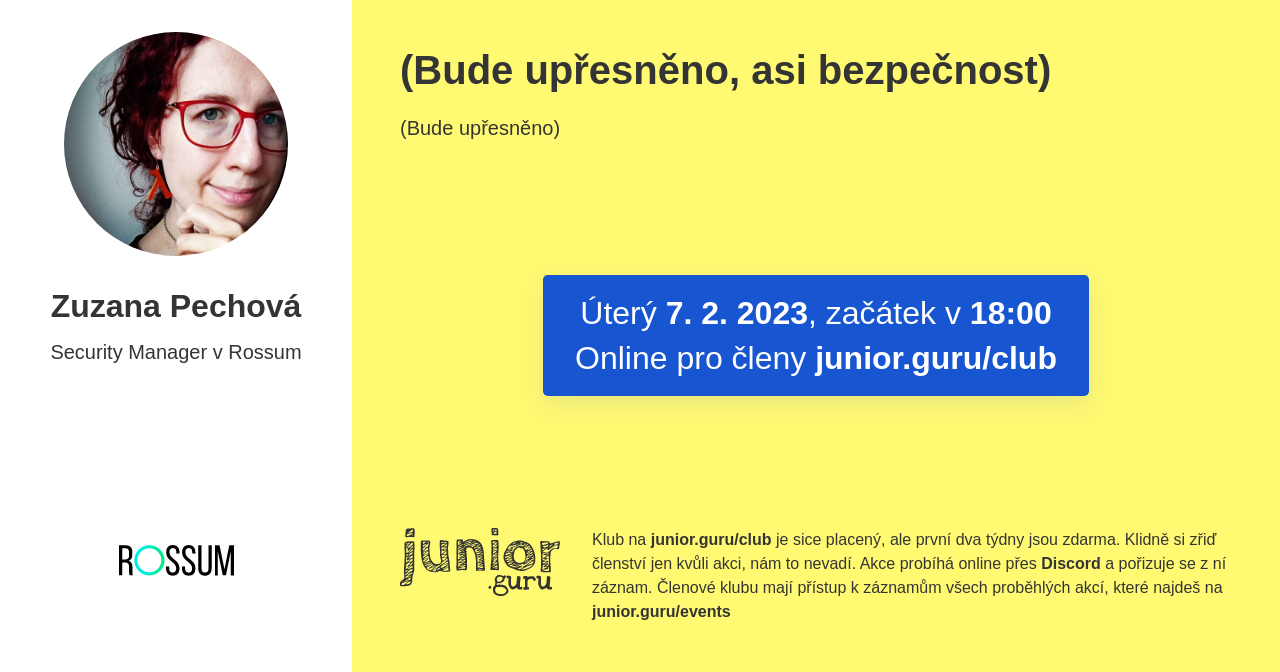 Zuzana Pechová
Security Manager v Rossum
ROSSUM
(Bude upřesněno, asi bezpečnost)
(Bude upřesněno)
Úterý 7. 2. 2023, začátek v 18:00
Online pro členy junior.guru/club
junior
.guru
Klub na junior.guru/club je sice placený, ale první dva týdny jsou zdarma. Klidně si zřiď
členství jen kvůli akci, nám to nevadí. Akce probíhá online přes Discord a pořizuje se z ní
záznam. Členové klubu mají přístup k záznamům všech proběhlých akcí, které najdeš na
junior.guru/events